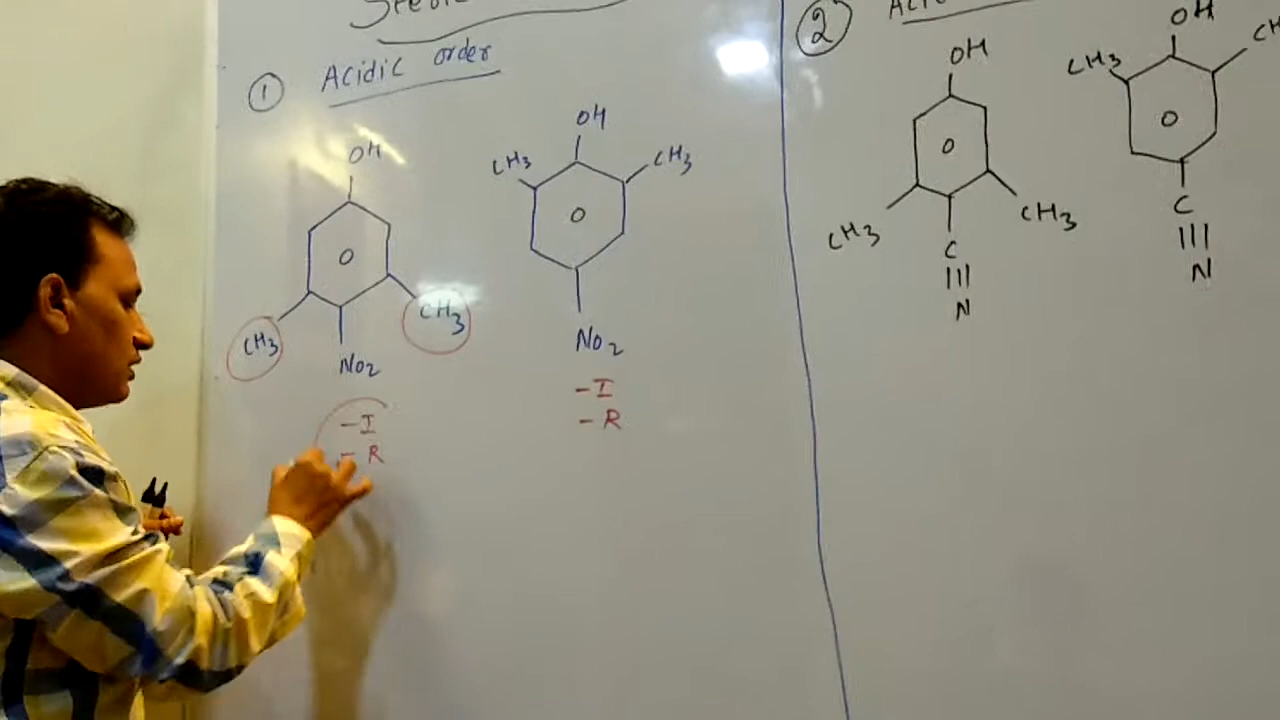 ① Acidic order
OH
CH3
CH3
NO2
-I
-R
OH
CH3
CH3
NO2
-I
-R
②
OH
CH3
CH3
C
|||
N
OH
CH3
C
|||
N